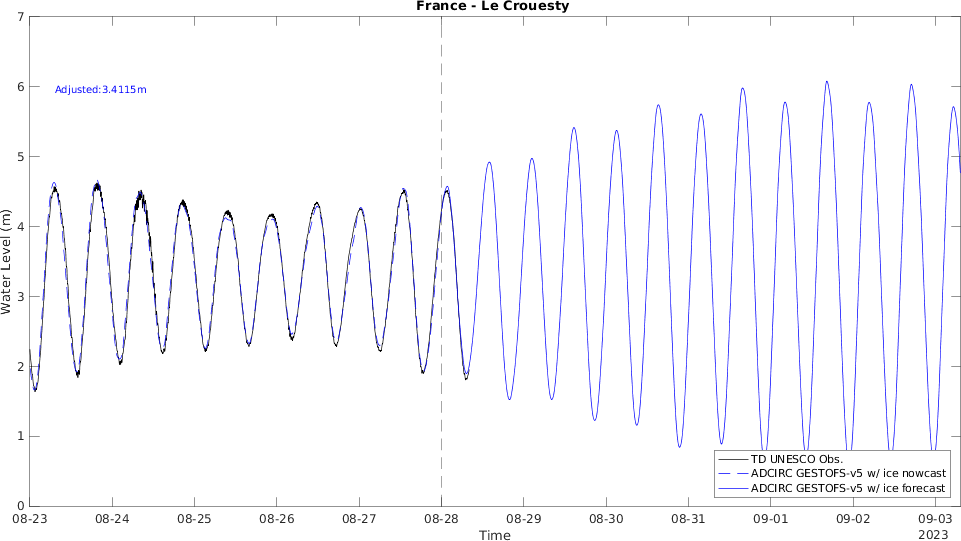 France - Le Crouesty
7
6
5
4
3
2
1
0
Water Level (m)
Adjusted:3.4115m
TD UNESCO Obs.
ADCIRC GESTOFS-v5 w/ ice nowcast
ADCIRC GESTOFS-v5 w/ ice forecast
08-23 08-24 08-25 08-26 08-27 08-28 08-29 08-30 08-31 09-01 09-02 09-03
Time
2023